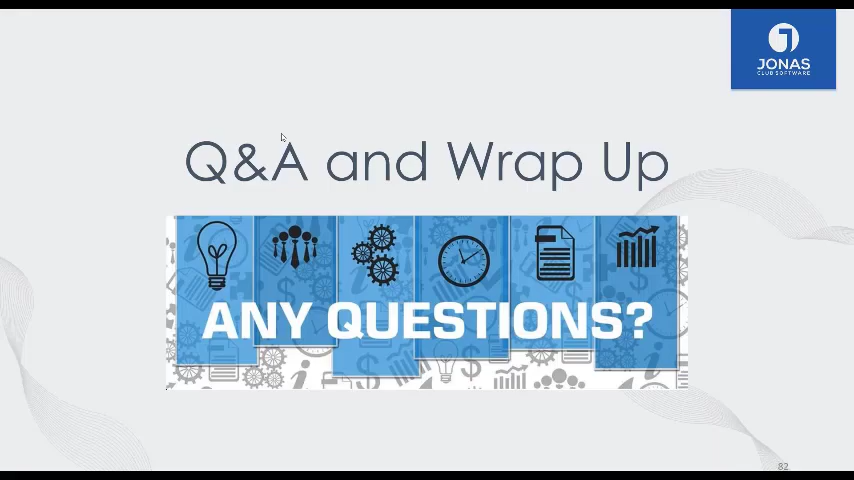 JONAS
CLUB SOFTWARE
Q&A and Wrap Up
ANY QUESTIONS?
82